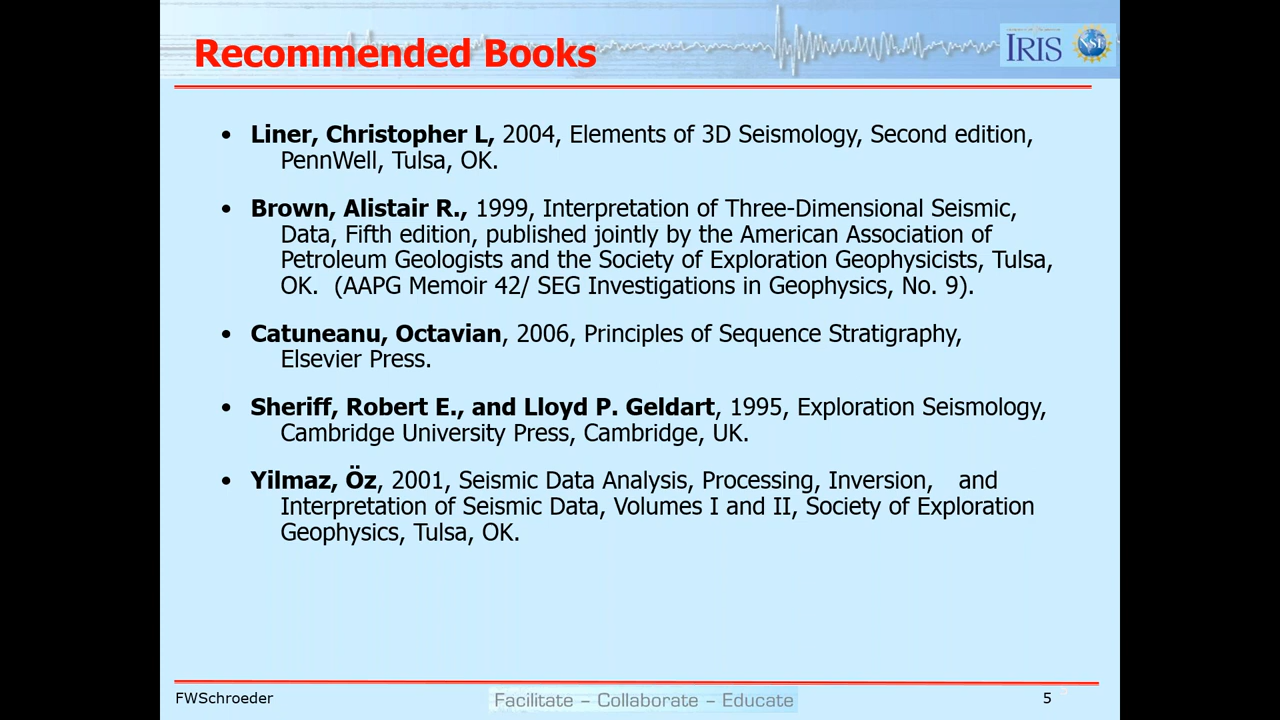 Recommended Books
IRIS
NSF
• Liner, Christopher L, 2004, Elements of 3D Seismology, Second edition,
PennWell, Tulsa, OK.
• Brown, Alistair R., 1999, Interpretation of Three-Dimensional Seismic,
Data, Fifth edition, published jointly by the American Association of
Petroleum Geologists and the Society of Exploration Geophysicists, Tulsa,
OK. (AAPG Memoir 42/ SEG Investigations in Geophysics, No. 9).
• Catuneanu, Octavian, 2006, Principles of Sequence Stratigraphy,
Elsevier Press.
• Sheriff, Robert E., and Lloyd P. Geldart, 1995, Exploration Seismology,
Cambridge University Press, Cambridge, UK.
• Yilmaz, Öz, 2001, Seismic Data Analysis, Processing, Inversion, and
Interpretation of Seismic Data, Volumes I and II, Society of Exploration
Geophysics, Tulsa, OK.
FWSchroeder
Facilitate – Collaborate – Educate
5
5